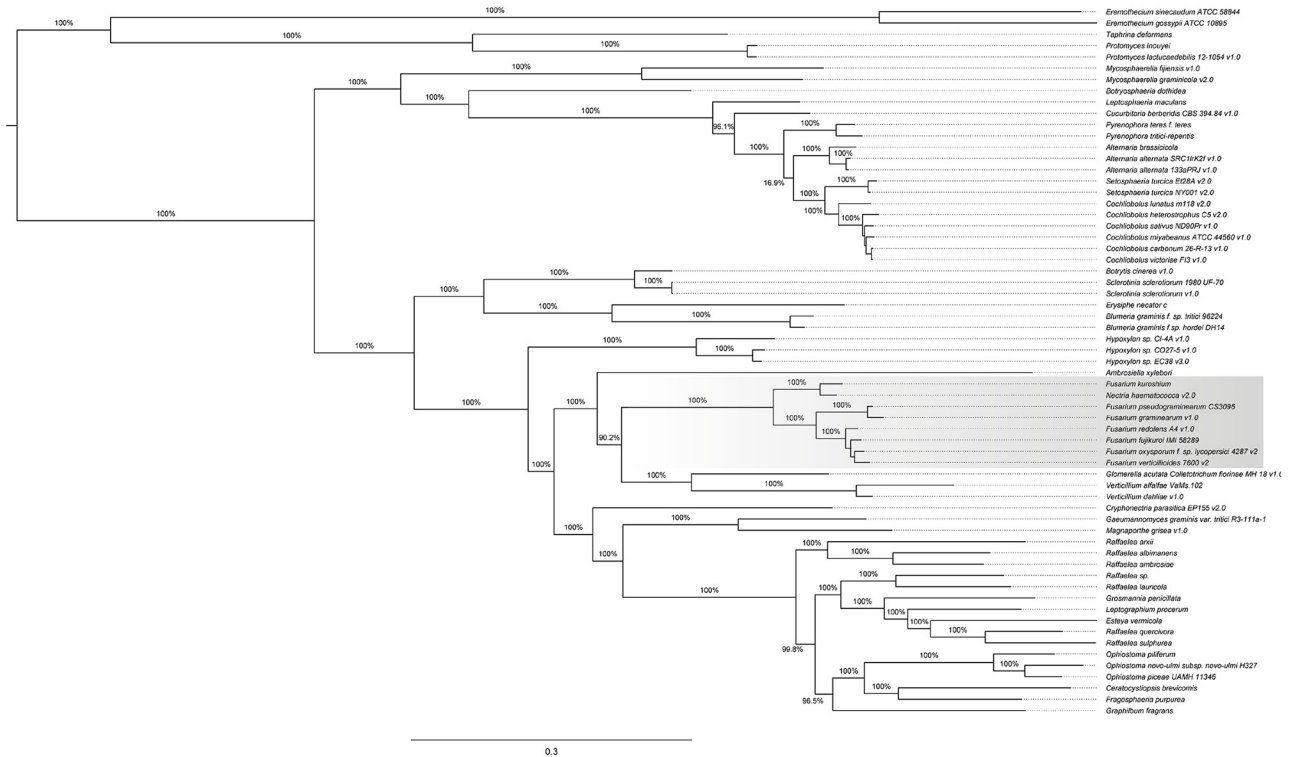 Eremothecium sinecaudum ATCC 58844
100%
100%
Eremothecium gossypii ATCC 10895
Taphrina deformans
100%
Protomyces inouyei
100%
Protomyces lactucaedebilis 12-1054 v1.0
Mycosphaerella fijiensis v1.0
100%
Mycosphaerella graminicola v2.0
100%
Botryosphaeria dothidea
100%
Leptosphaeria maculans
100%
Cucurbitaria berberidis CBS 394.84 v1.0
96.1%
Pyrenophora teres f. teres
100%
Pyrenophora tritici-repentis
100%
Alternaria brassicicola
100%
Alternaria alternata SRC1lrK2f v1.0
100%
Alternaria alternata 133aPRJ v1.0
16.9%
Setosphaeria turcica Et28A v2.0
100%
Setosphaeria turcica NY001 v2.0
100%
Cochliobolus lunatus m118 v2.0
100%
Cochliobolus heterostrophus C5 v2.0
100%
100%
Cochliobolus sativus ND90Pr v1.0
Cochliobolus miyabeanus ATCC 44560 v1.0
Cochliobolus carbonum 26-R-13 v1.0
Cochliobolus victoriae FI3 v1.0
Botrytis cinerea v1.0
100%
Sclerotinia sclerotiorum 1980 UF-70
100%
100%
Sclerotinia sclerotiorum v1.0
Erysiphe necator c
100%
Blumeria graminis f. sp. tritici 96224
100%
Blumeria graminis f.sp. hordei DH14
100%
Hypoxylon sp. CI-4A v1.0
100%
100%
Hypoxylon sp. CO27-5 v1.0
100%
Hypoxylon sp. EC38 v3.0
Ambrosiella xylebori
Fusarium kuroshium
100%
Nectria haematococca v2.0
100%
Fusarium pseudograminearum CS3096
100%
100%
Fusarium graminearum v1.0
100%
Fusarium redolens A4 v1.0
100%
90.2%
Fusarium fujikuroi IMI 58289
Fusarium oxysporum f. sp. lycopersici 4287 v2
Fusarium verticillioides 7600 v2
100%
Glomerella acutata Colletotrichum fiorinae MH 18 v1.0
100%
Verticillium alfalfae VaMs.102
100%
Verticillium dahliae v1.0
Cryphonectria parasitica EP155 v2.0
100%
Gaeumannomyces graminis var. tritici R3-111a-1
100%
Magnaporthe grisea v1.0
Raffaelea arxii
100%
Raffaelea albimanens
100%
100%
Raffaelea ambrosiae
Raffaelea sp.
100%
Raffaelea lauricola
100%
100%
Grosmannia penicillata
100%
Leptographium procerum
100%
Esteya vermicola
100%
Raffaelea quercivora
100%
Raffaelea sulphurea
99.8%
Ophiostoma piliferum
100%
Ophiostoma novo-ulmi subsp. novo-ulmi H327
100%
100%
Ophiostoma piceae UAMH 11346
Ceratocystiopsis brevicomis
100%
Fragosphaeria purpurea
96.5%
Graphilbum fragrans
0.3